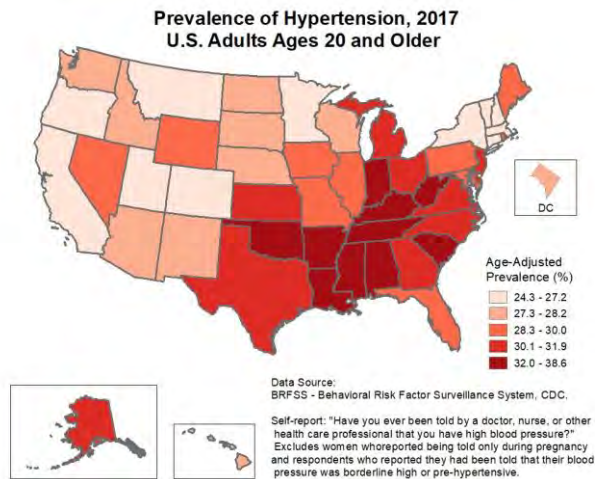 Prevalence of Hypertension, 2017
U.S. Adults Ages 20 and Older
DC
Age-Adjusted
Prevalence (%)
24.3 - 27.2
27.3 - 28.2
28.3 - 30.0
30.1 - 31.9
32.0 - 38.6
Data Source:
BRFSS - Behavioral Risk Factor Surveillance System, CDC.
Self-report: "Have you ever been told by a doctor, nurse, or other
health care professional that you have high blood pressure?"
Excludes women whoreported being told only during pregnancy
and respondents who reported they had been told that their blood
pressure was borderline high or pre-hypertensive.